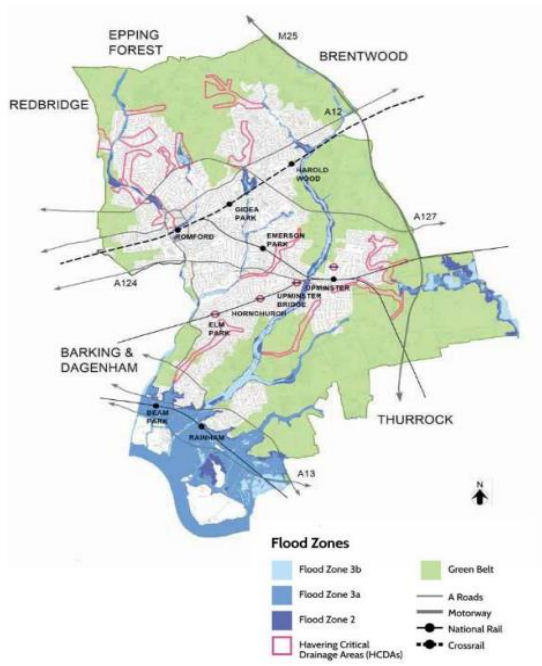 M25
EPPING
FOREST
BRENTWOOD
REDBRIDGE
A12
HAROLD
WOOD
GIDEA
PARK
A127
ROMFORD
EMERSON
PARK
A124
UPMINSTER
UPMINSTER
BRIDGE
HORNCHURCH
ELM
PARK
BARKING &
DAGENHAM
THURROCK
BEAM
PARK
RAINHAM
A13
N
Flood Zones
Flood Zone 3b
Green Belt
Flood Zone 3a
A Roads
Motorway
Flood Zone 2
National Rail
Havering Critical
Drainage Areas (HCDAs)
Crossrail